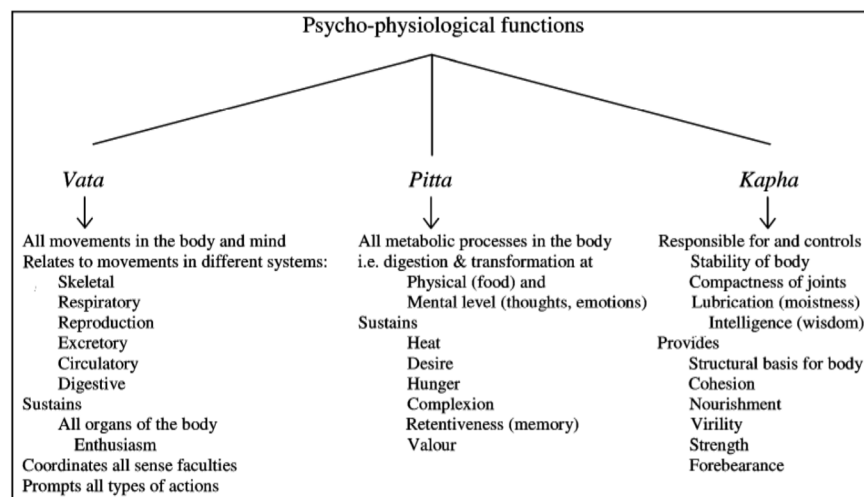 Psycho-physiological functions
Vata
All movements in the body and mind
Relates to movements in different systems:
Skeletal
Respiratory
Reproduction
Excretory
Circulatory
Digestive
Sustains
All organs of the body
Enthusiasm
Coordinates all sense faculties
Prompts all types of actions
Pitta
All metabolic processes in the body
i.e. digestion & transformation at
Physical (food) and
Mental level (thoughts, emotions)
Sustains
Heat
Desire
Hunger
Complexion
Retentiveness (memory)
Valour
Kapha
Responsible for and controls
Stability of body
Compactness of joints
Lubrication (moistness)
Intelligence (wisdom)
Provides
Structural basis for body
Cohesion
Nourishment
Virility
Strength
Forebearance